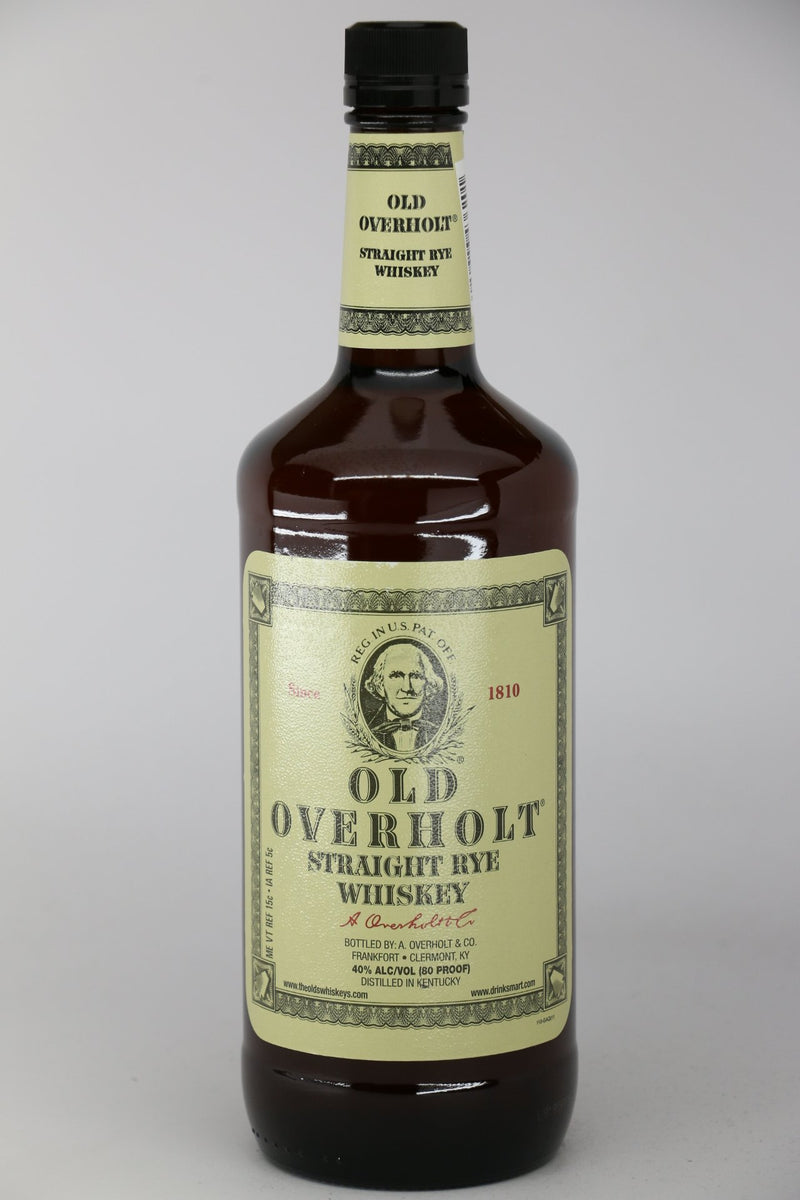 OLD
OVERHOLT®
STRAIGHT RYE
WHISKEY
REG IN U.S. PAT OFF
Since 1810
®
OLD
OVERHOLT®
STRAIGHT RYE
WHISKEY
A Overholt & Co
BOTTLED BY: A. OVERHOLT & CO.
FRANKFORT • CLERMONT, KY
40% ALC/VOL (80 PROOF)
DISTILLED IN KENTUCKY
www.theoldswhiskeys.com www.drinksmart.com
ME VT REF 15¢ • IA REF 5¢